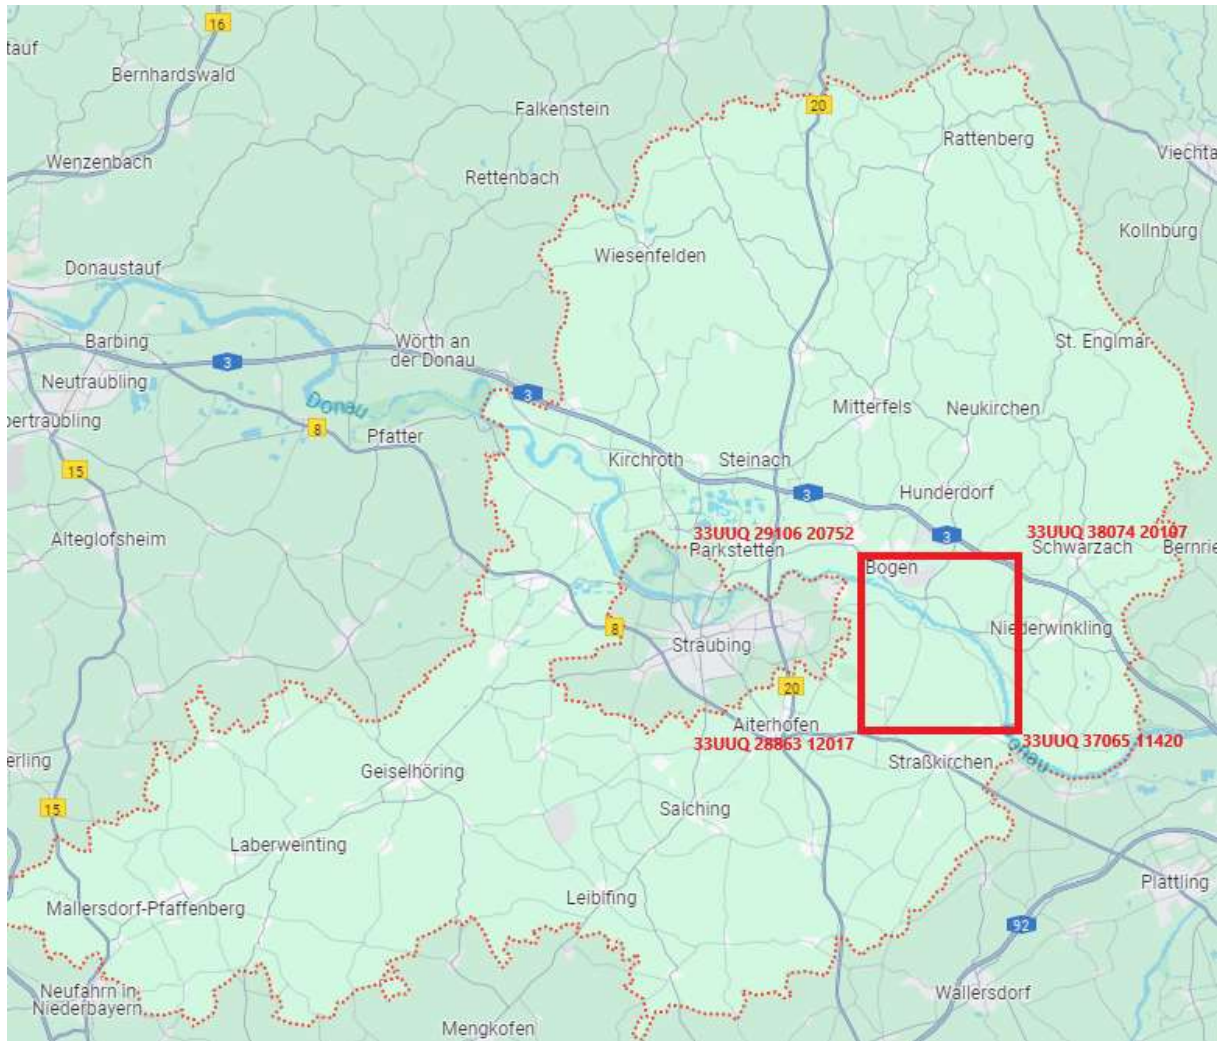 16
tauf
Bernhardswald
Falkenstein
20
Rattenberg
Wenzenbach
Viechta
Rettenbach
Kollnburg
Wiesenfelden
Donaustauf
Barbing
Wörth an
der Donau
St. Englmar
3
Neutraubling
3
Donau
Mitterfels
Neukirchen
bertraubling
8
Pfatter
15
Kirchroth
Steinach
3
Hunderdorf
33UUQ 29106 20752
3
33UUQ 38074 20107
Alteglofsheim
Parkstetten
Schwarzach
Bernrie
Bogen
8
Niederwinkling
Straubing
20
Aiterhofen
33UUQ 28863 12017
33UUQ 37065 11420
Donau
erling
Geiselhöring
Straßkirchen
15
Salching
Laberweinting
Plattling
Leiblfing
Mallersdorf-Pfaffenberg
92
Neufahrn in
Niederbayern
Wallersdorf
Mengkofen